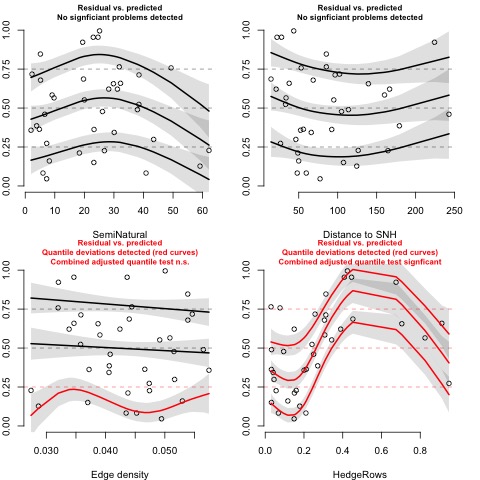 Residual vs. predicted
No signficiant problems detected
0.00 0.25 0.50 0.75 1.00
0 10 20 30 40 50 60
SemiNatural
Residual vs. predicted
No signficiant problems detected
0.00 0.25 0.50 0.75 1.00
50 100 150 200 250
Distance to SNH
Residual vs. predicted
Quantile deviations detected (red curves)
Combined adjusted quantile test n.s.
0.00 0.25 0.50 0.75 1.00
0.030 0.040 0.050
Edge density
Residual vs. predicted
Quantile deviations detected (red curves)
Combined adjusted quantile test significant
0.00 0.25 0.50 0.75 1.00
0.0 0.2 0.4 0.6 0.8
HedgeRows